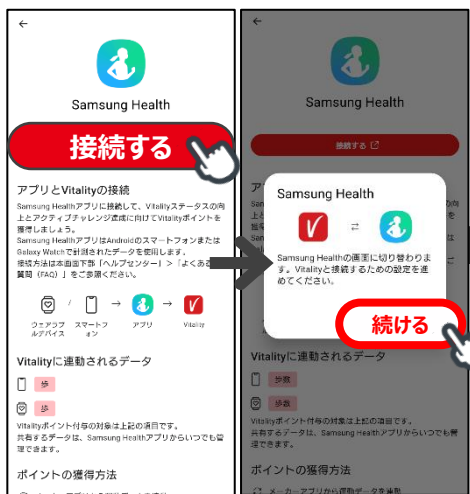 ←
Samsung Health
接続する
アプリとVitalityの接続
Samsung Healthアプリに接続して、Vitalityステータスの向
上とアクティブチャレンジ達成に向けてVitalityポイントを
獲得しましょう。
Samsung HealthアプリはAndroidのスマートフォンまたは
Galaxy Watchで計測されたデータを使用します。
接続方法は本画面下部「ヘルプセンター」>「よくある
質問（FAQ）」をご参照ください。
/ → →
ウェアラブ
ルデバイス
スマートフ
ォン
アプリ
Vitality
Vitalityに連動されるデータ
歩
歩
Vitalityポイント付与の対象は上記の項目です。
共有するデータは、Samsung Healthアプリからいつでも管
理できます。
ポイントの獲得方法
←
Samsung Health
接続する
Samsung Health
V ⇄
Samsung Healthの画面に切り替わりま
す。Vitalityと接続するための設定を進
めてください。
続ける
Vitalityに連動されるデータ
歩数
歩数
Vitalityポイント付与の対象は上記の項目です。
共有するデータは、Samsung Healthアプリからいつでも管
理できます。
ポイントの獲得方法
メーカーアプリから運動データを連動